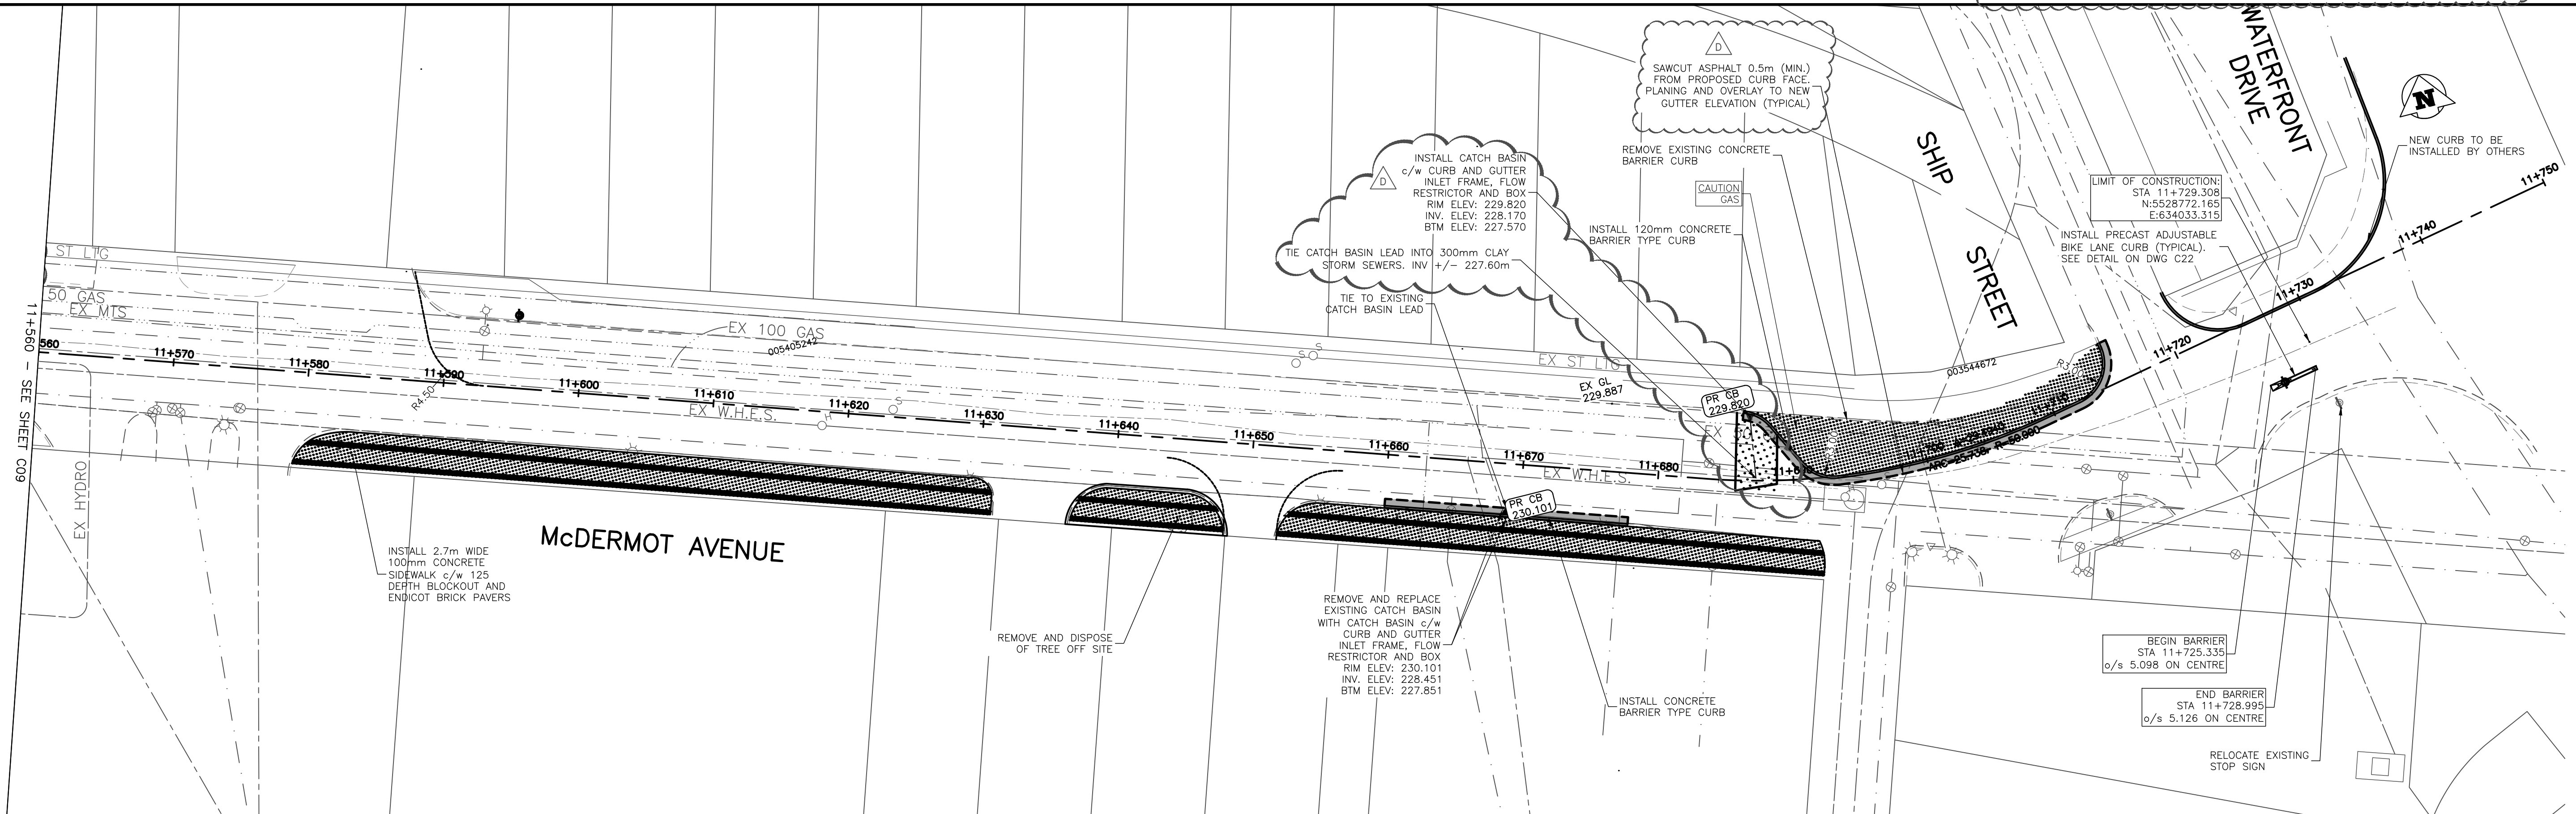 WATERFRONT
DRIVE
N
D
SAWCUT ASPHALT 0.5m (MIN.)
FROM PROPOSED CURB FACE.
PLANING AND OVERLAY TO NEW
GUTTER ELEVATION (TYPICAL)
NEW CURB TO BE
INSTALLED BY OTHERS
REMOVE EXISTING CONCRETE
BARRIER CURB
D
INSTALL CATCH BASIN
c/w CURB AND GUTTER
INLET FRAME, FLOW
RESTRICTOR AND BOX
RIM ELEV: 229.820
INV. ELEV: 228.170
BTM ELEV: 227.570
TIE CATCH BASIN LEAD INTO 300mm CLAY
STORM SEWERS. INV +/- 227.60m
TIE TO EXISTING
CATCH BASIN LEAD
CAUTION
GAS
INSTALL 120mm CONCRETE
BARRIER TYPE CURB
SHIP
STREET
LIMIT OF CONSTRUCTION:
STA 11+729.308
N:5528772.165
E:634033.315
INSTALL PRECAST ADJUSTABLE
BIKE LANE CURB (TYPICAL).
SEE DETAIL ON DWG C22
11+750
11+740
11+730
11+720
11+710
11+700
R3.00
003544672
ST LTG
50 GAS
EX MTS
EX 100 GAS
005405242
EX ST LTG
EX GL
229.887
PR CB
229.820
11+560 - SEE SHEET C09
560
11+570
11+580
11+590
11+600
11+610
11+620
11+630
11+640
11+650
11+660
11+670
11+680
R4.50
EX W.H.E.S.
EX W.H.E.S.
H
S
S
S
EX HYDRO
PR CB
230.101
McDERMOT AVENUE
INSTALL 2.7m WIDE
100mm CONCRETE
SIDEWALK c/w 125
DEPTH BLOCKOUT AND
ENDICOT BRICK PAVERS
REMOVE AND DISPOSE
OF TREE OFF SITE
REMOVE AND REPLACE
EXISTING CATCH BASIN
WITH CATCH BASIN c/w
CURB AND GUTTER
INLET FRAME, FLOW
RESTRICTOR AND BOX
RIM ELEV: 230.101
INV. ELEV: 228.451
BTM ELEV: 227.851
INSTALL CONCRETE
BARRIER TYPE CURB
BEGIN BARRIER
STA 11+725.335
o/s 5.098 ON CENTRE
END BARRIER
STA 11+728.995
o/s 5.126 ON CENTRE
RELOCATE EXISTING
STOP SIGN